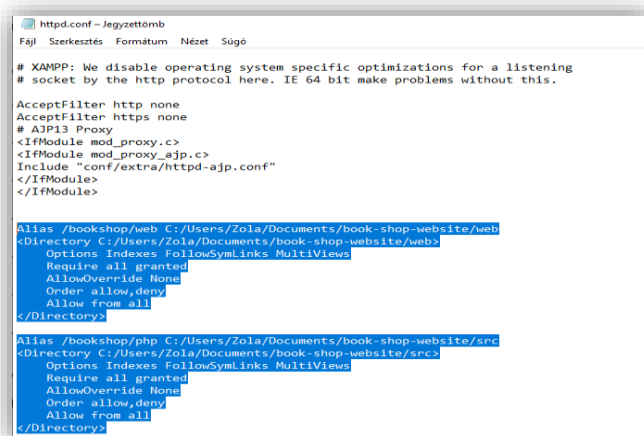 httpd.conf – Jegyzettömb
Fájl Szerkesztés Formátum Nézet Súgó
# XAMPP: We disable operating system specific optimizations for a listening
# socket by the http protocol here. IE 64 bit make problems without this.
AcceptFilter http none
AcceptFilter https none
# AJP13 Proxy
<IfModule mod_proxy.c>
<IfModule mod_proxy_ajp.c>
Include "conf/extra/httpd-ajp.conf"
</IfModule>
</IfModule>
Alias /bookshop/web C:/Users/Zola/Documents/book-shop-website/web
<Directory C:/Users/Zola/Documents/book-shop-website/web>
    Options Indexes FollowSymLinks MultiViews
    Require all granted
    AllowOverride None
    Order allow,deny
    Allow from all
</Directory>
Alias /bookshop/php C:/Users/Zola/Documents/book-shop-website/src
<Directory C:/Users/Zola/Documents/book-shop-website/src>
    Options Indexes FollowSymLinks MultiViews
    Require all granted
    AllowOverride None
    Order allow,deny
    Allow from all
</Directory>